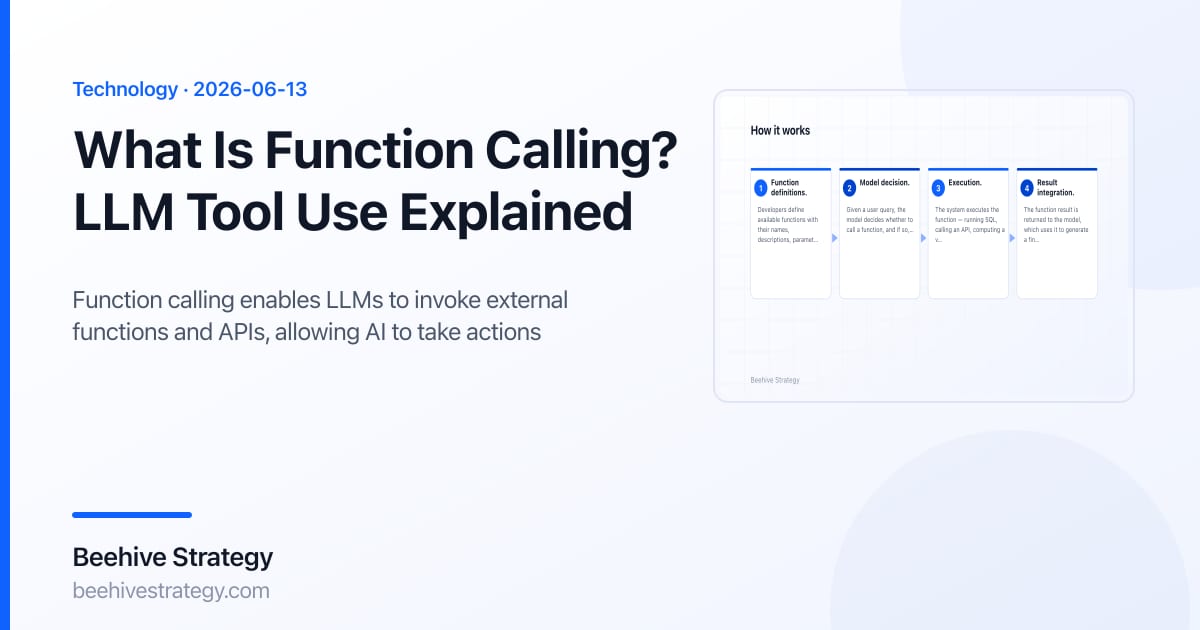 Technology · 2026-06-13
What Is Function Calling?
LLM Tool Use Explained
Function calling enables LLMs to invoke external
functions and APIs, allowing AI to take actions
How it works
1
Function
definitions.
Developers define
available functions with
their names,
descriptions, paramet...
2
Model decision.
Given a user query, the
model decides whether to
call a function, and if so,...
3
Execution.
The system executes the
function — running SQL,
calling an API, computing a
v...
4
Result
integration.
The function result is
returned to the model,
which uses it to generate
a fin...
Beehive Strategy
Beehive Strategy
beehivestrategy.com